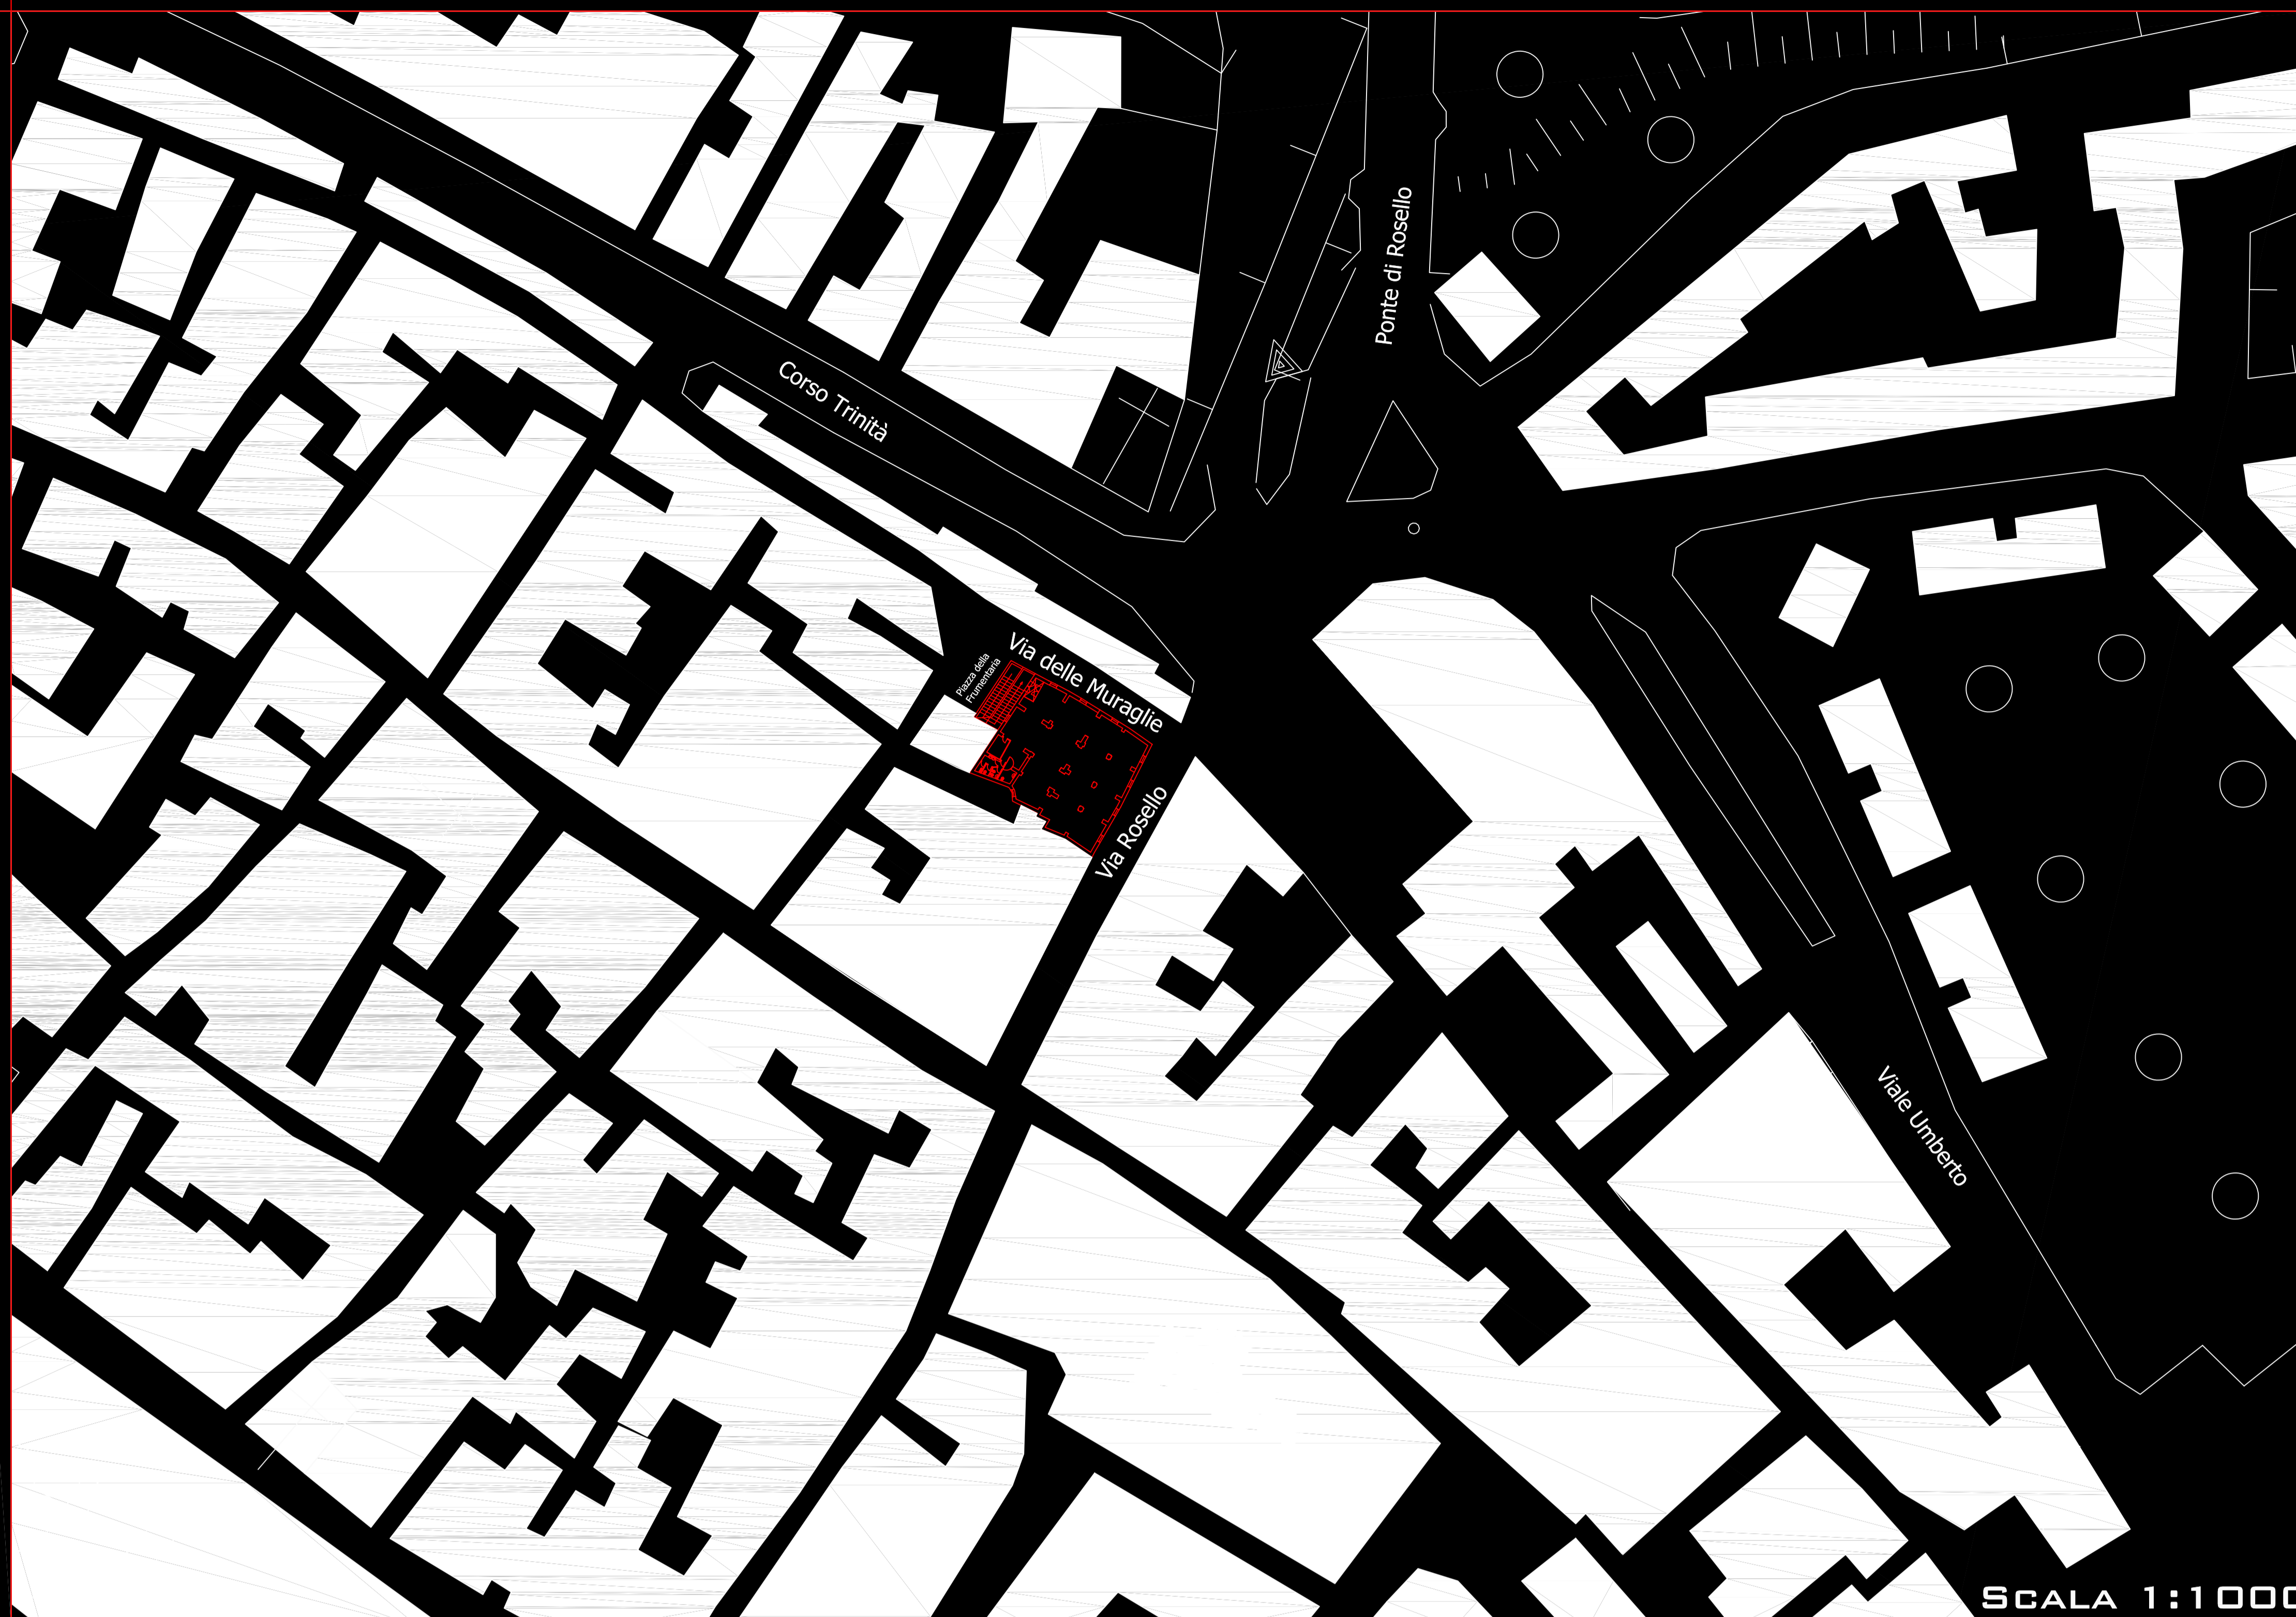 Ponte di Rosello
Corso Trinità
Piazza della
Frumentaria
Via delle Muraglie
Via Rosello
Viale Umberto
SCALA 1:1000